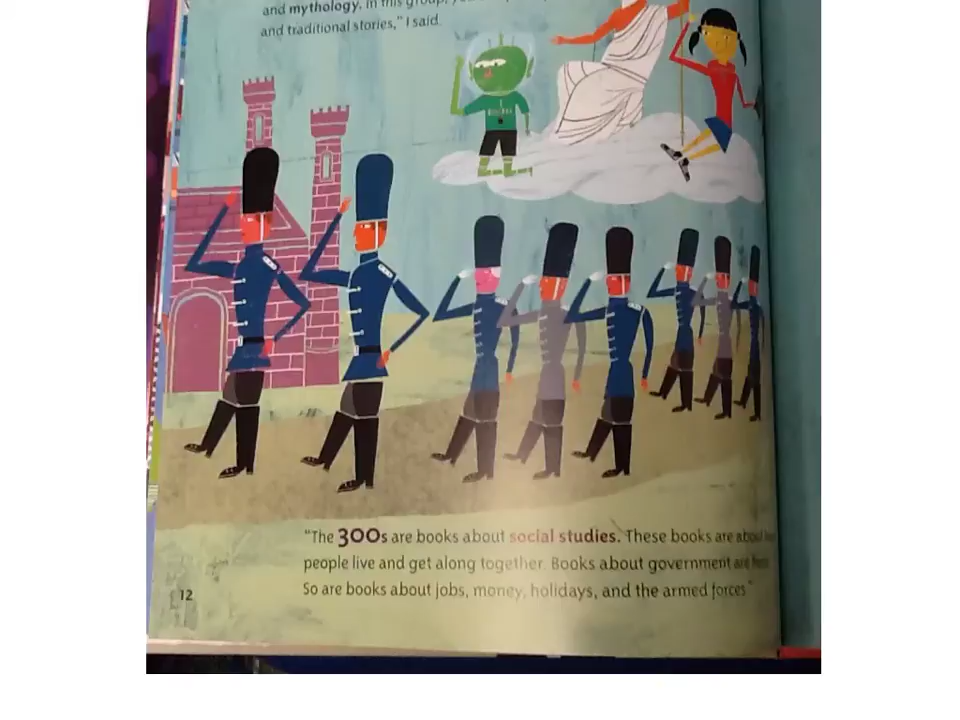 and mythology. In this group, you
and traditional stories," I said.
"The 300s are books about social studies. These books are about how
people live and get along together. Books about government are here.
So are books about jobs, money, holidays, and the armed forces."
12